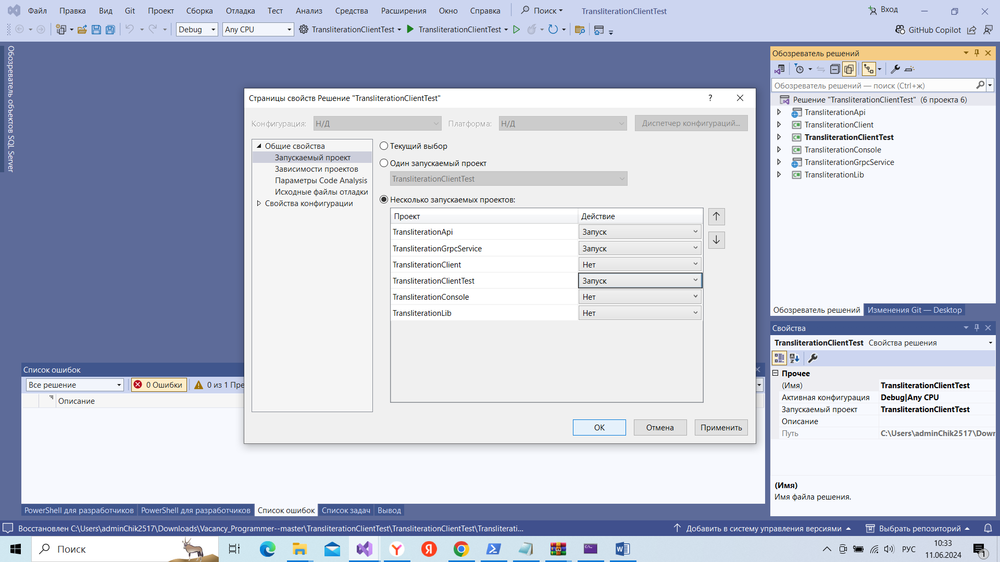 Файл Правка Вид Git Проект Сборка Отладка Тест Анализ Средства Расширения Окно Справка Поиск TransliterationClientTest Вход
Debug Any CPU TransliterationClientTest TransliterationClientTest GitHub Copilot
Обозреватель объектов SQL Server
Страницы свойств Решение "TransliterationClientTest" ?
Конфигурация: Н/Д Платформа: Н/Д Диспетчер конфигураций...
Общие свойства
Запускаемый проект
Зависимости проектов
Параметры Code Analysis
Исходные файлы отладки
Свойства конфигурации
Текущий выбор
Один запускаемый проект
TransliterationClientTest
Несколько запускаемых проектов:
Проект Действие
TransliterationApi Запуск
TransliterationGrpcService Запуск
TransliterationClient Нет
TransliterationClientTest Запуск
TransliterationConsole Нет
TransliterationLib Нет
ОК Отмена Применить
Обозреватель решений
Обозреватель решений — поиск (Ctrl+ж)
Решение "TransliterationClientTest" (6 проекта 6)
TransliterationApi
TransliterationClient
TransliterationClientTest
TransliterationConsole
TransliterationGrpcService
TransliterationLib
Обозреватель решений Изменения Git — Desktop
Свойства
TransliterationClientTest Свойства решения
Прочее
(Имя) TransliterationClientTest
Активная конфигурация Debug|Any CPU
Запускаемый проект TransliterationClientTest
Описание
Путь C:\Users\adminChik2517\Dowr
(Имя)
Имя файла решения.
Список ошибок
Все решение 0 Ошибки 0 из 1 Пре
Описание
PowerShell для разработчиков PowerShell для разработчиков Список ошибок Список задач Вывод
Восстановлен C:\Users\adminChik2517\Downloads\Vacancy_Programmer--master\TransliterationClientTest\TransliterationClientTest\Transliterati... Добавить в систему управления версиями Выбрать репозиторий
Поиск РУС 10:33
11.06.2024 1